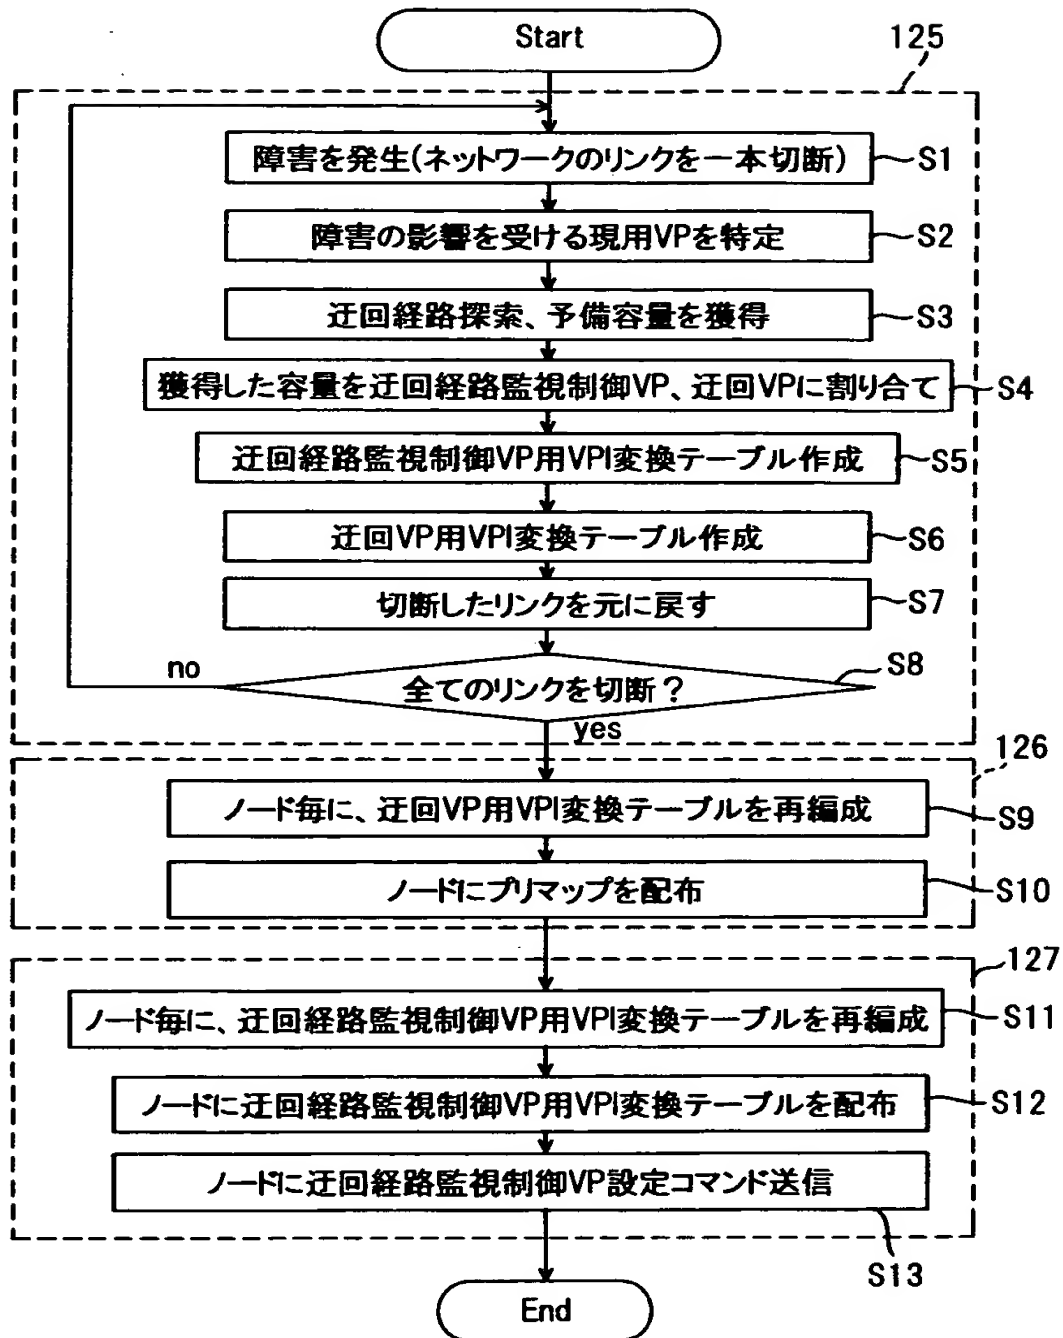 Start
125
障害を発生(ネットワークのリンクを一本切断)
S1
障害の影響を受ける現用VPを特定
S2
迂回経路探索、予備容量を獲得
S3
獲得した容量を迂回経路監視制御VP、迂回VPに割り合て
S4
迂回経路監視制御VP用VPI変換テーブル作成
S5
迂回VP用VPI変換テーブル作成
S6
切断したリンクを元に戻す
S7
no
全てのリンクを切断?
S8
yes
126
ノード毎に、迂回VP用VPI変換テーブルを再編成
S9
ノードにプリマップを配布
S10
127
ノード毎に、迂回経路監視制御VP用VPI変換テーブルを再編成
S11
ノードに迂回経路監視制御VP用VPI変換テーブルを配布
S12
ノードに迂回経路監視制御VP設定コマンド送信
S13
End